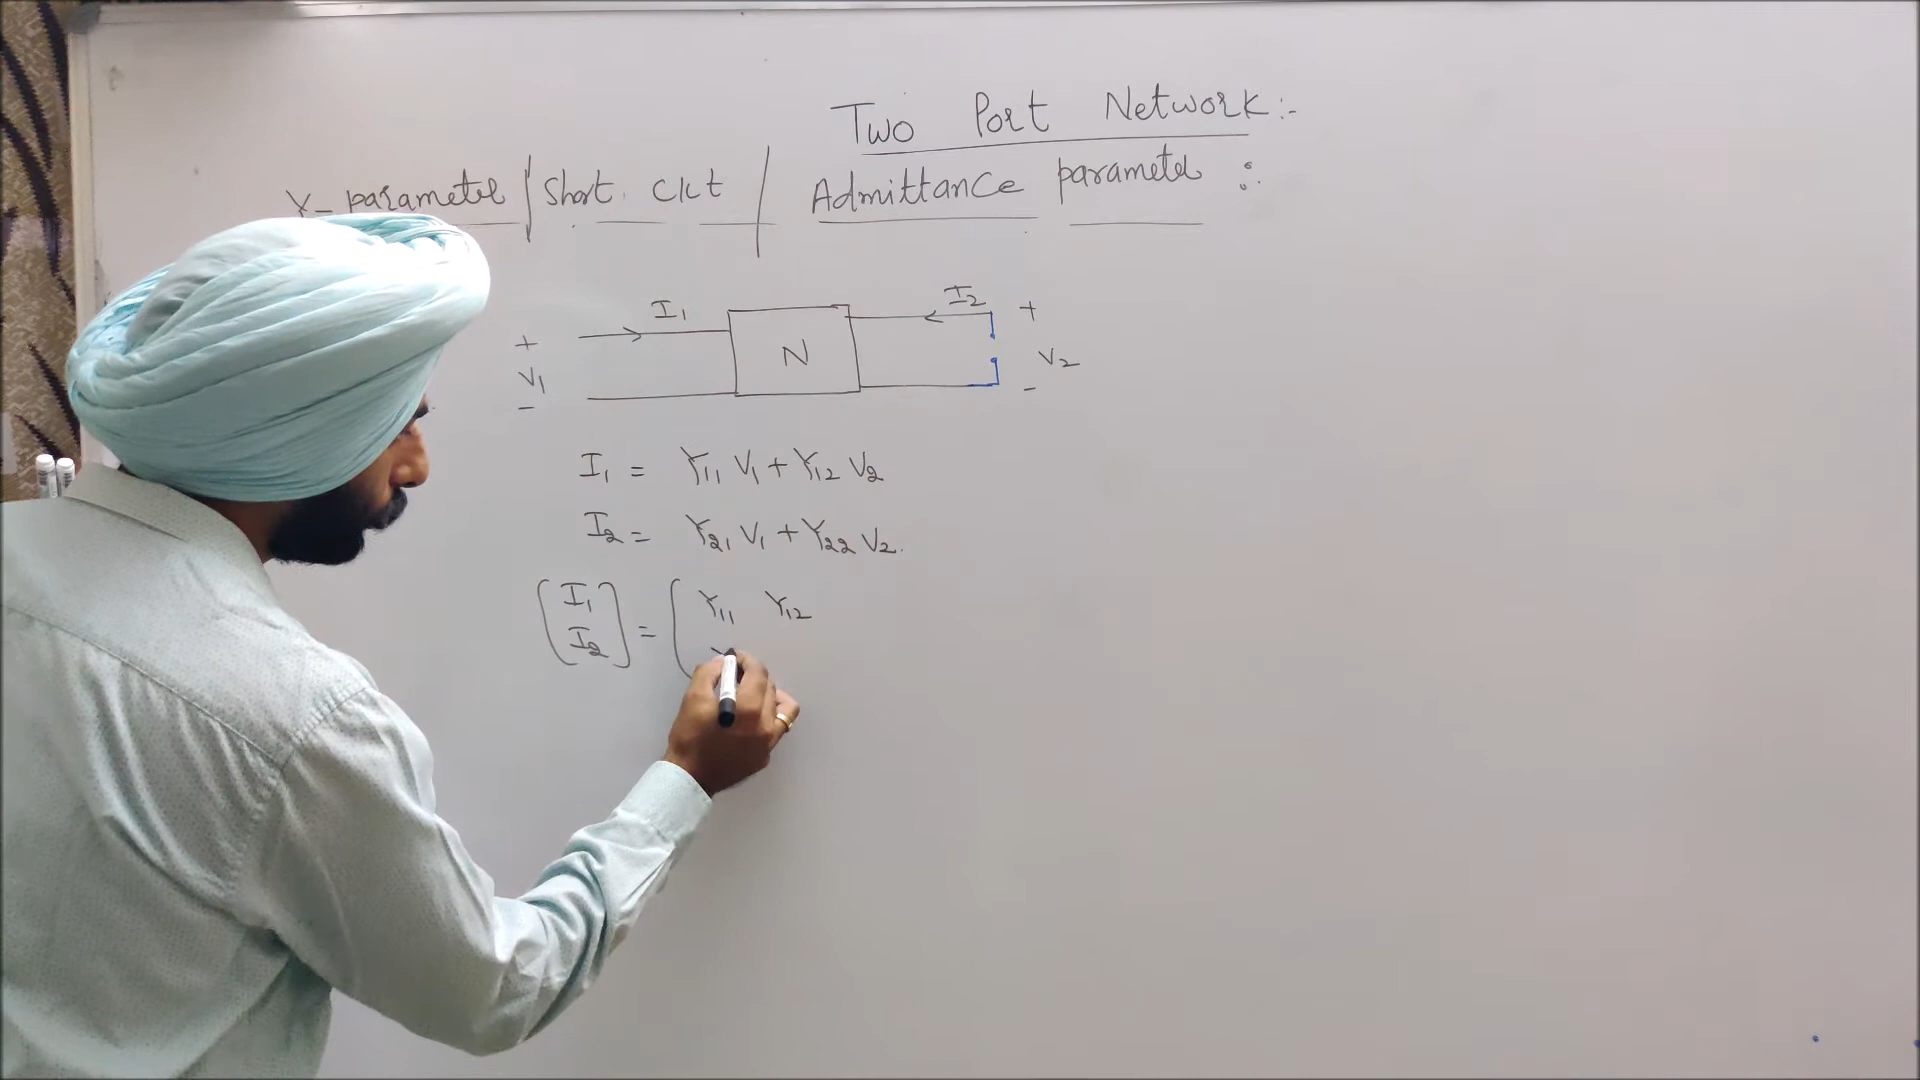 Two Port Network:-
Y-parameter / Short Ckt / Admittance parameter :
I1 I2 +
+ N V2
V1 -
-
I1 = Y11 V1 + Y12 V2
I2 = Y21 V1 + Y22 V2.
[I1 I2] = [Y11 Y12